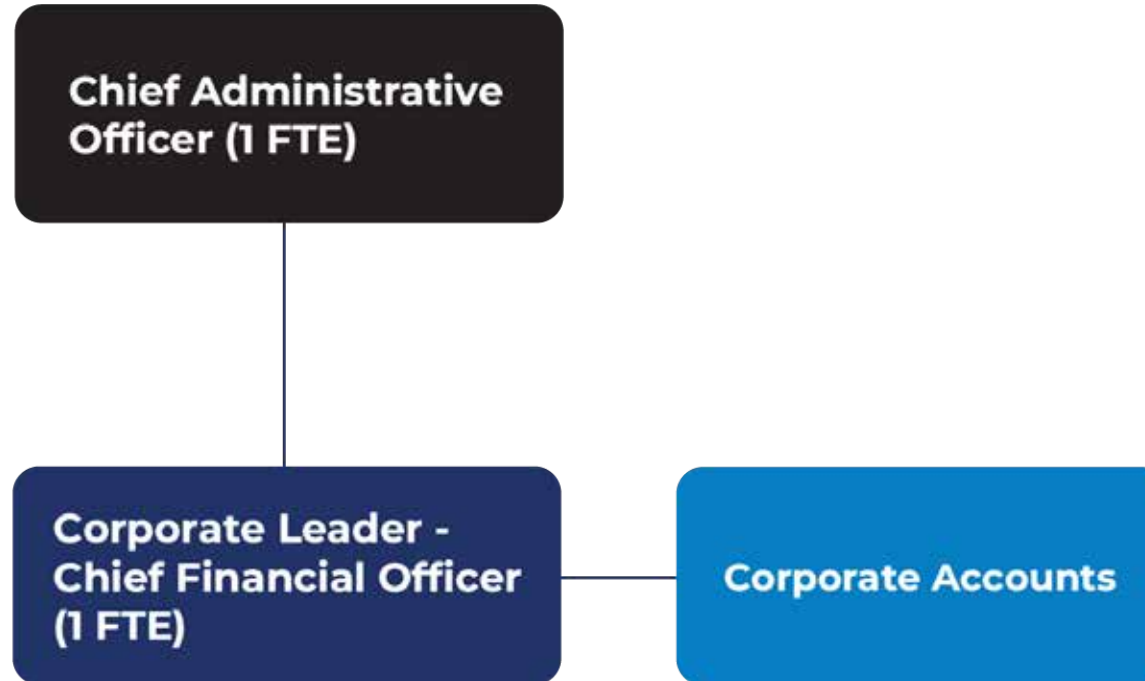 Chief Administrative
Officer (1 FTE)
Corporate Leader -
Chief Financial Officer
(1 FTE)
Corporate Accounts